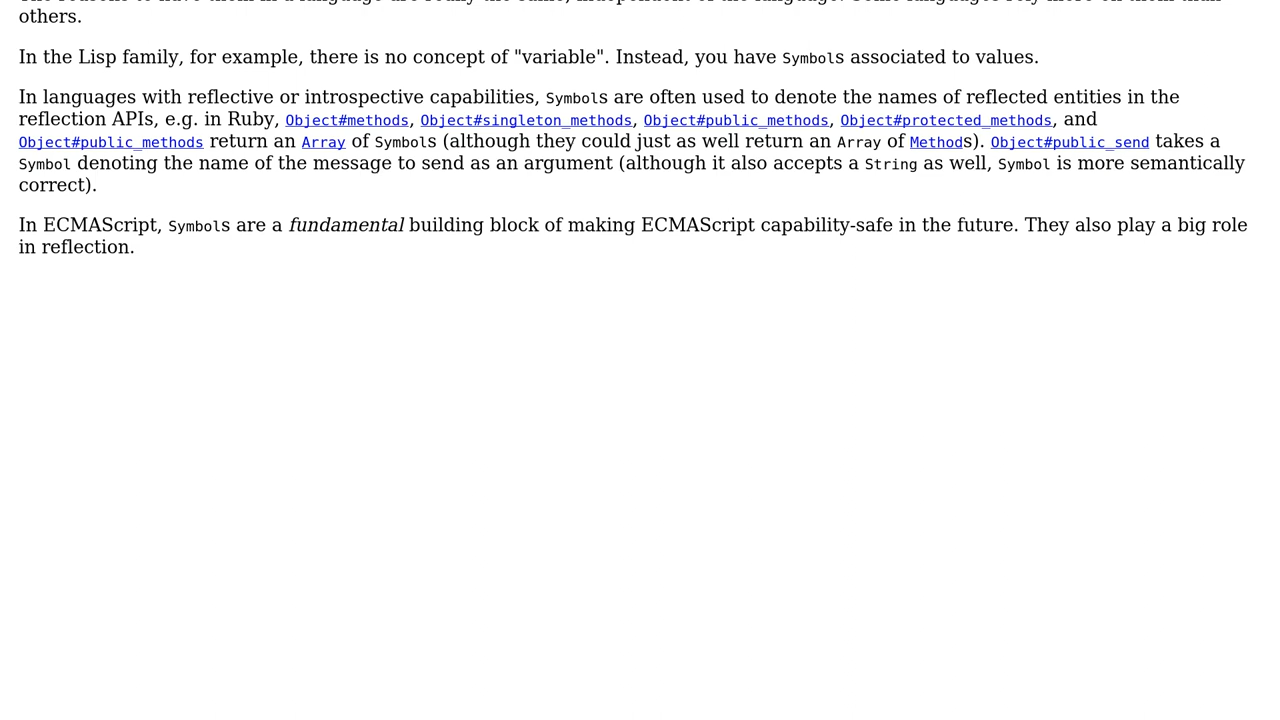 others.
In the Lisp family, for example, there is no concept of "variable". Instead, you have Symbols associated to values.
In languages with reflective or introspective capabilities, Symbols are often used to denote the names of reflected entities in the
reflection APIs, e.g. in Ruby, Object#methods, Object#singleton_methods, Object#public_methods, Object#protected_methods, and
Object#public_methods return an Array of Symbols (although they could just as well return an Array of Methods). Object#public_send takes a
Symbol denoting the name of the message to send as an argument (although it also accepts a String as well, Symbol is more semantically
correct).
In ECMAScript, Symbols are a fundamental building block of making ECMAScript capability-safe in the future. They also play a big role
in reflection.